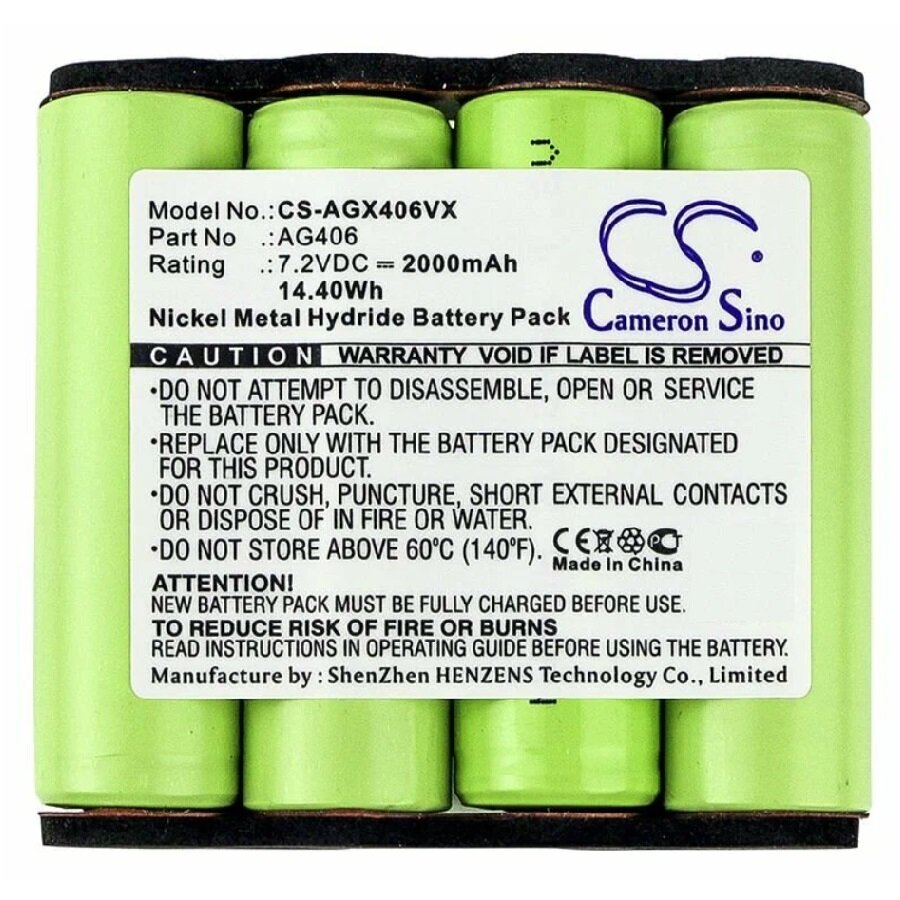 CS
Cameron Sino
Model No.: CS-AGX406VX
Part No .: AG406
Rating .: 7.2VDC ⎓ 2000mAh
14.40Wh
Nickel Metal Hydride Battery Pack
CAUTION WARRANTY VOID IF LABEL IS REMOVED
•DO NOT ATTEMPT TO DISASSEMBLE, OPEN OR SERVICE
THE BATTERY PACK.
•REPLACE ONLY WITH THE BATTERY PACK DESIGNATED
FOR THIS PRODUCT.
•DO NOT CRUSH, PUNCTURE, SHORT EXTERNAL CONTACTS
OR DISPOSE OF IN FIRE OR WATER.
•DO NOT STORE ABOVE 60°C (140°F).
CE PCT
Made In China
ATTENTION!
NEW BATTERY PACK MUST BE FULLY CHARGED BEFORE USE.
TO REDUCE RISK OF FIRE OR BURNS
READ INSTRUCTIONS IN OPERATING GUIDE BEFORE USING THE BATTERY.
Manufacture by : ShenZhen HENZENS Technology Co., Limited